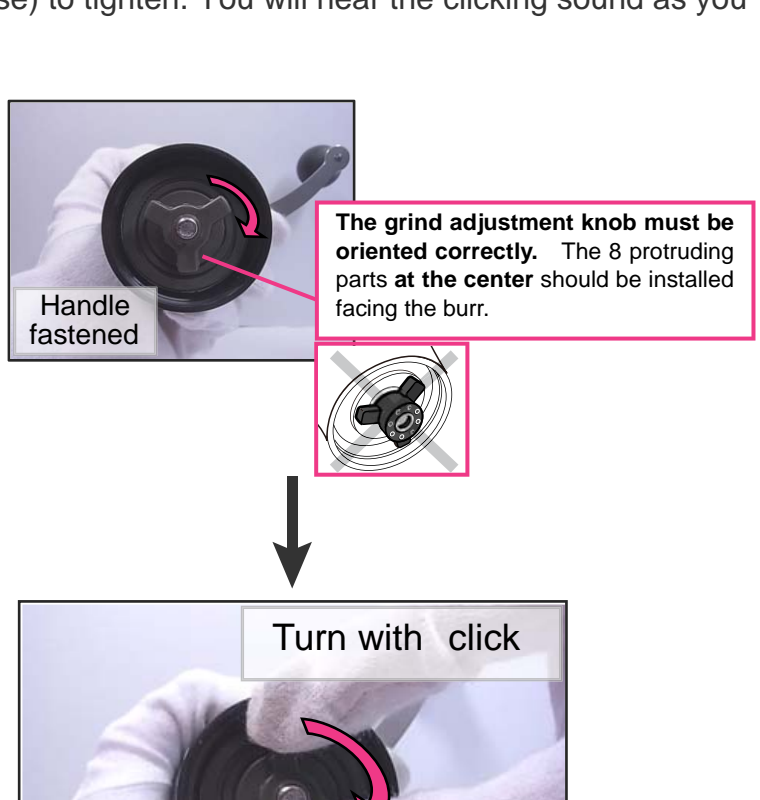 se) to tighten. You will hear the clicking sound as you
The grind adjustment knob must be
oriented correctly. The 8 protruding
parts at the center should be installed
facing the burr.
Handle
fastened
Turn with click